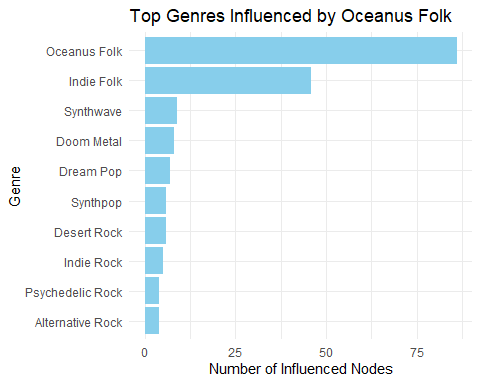 Top Genres Influenced by Oceanus Folk
Genre
Oceanus Folk
Indie Folk
Synthwave
Doom Metal
Dream Pop
Synthpop
Desert Rock
Indie Rock
Psychedelic Rock
Alternative Rock
0 25 50 75
Number of Influenced Nodes